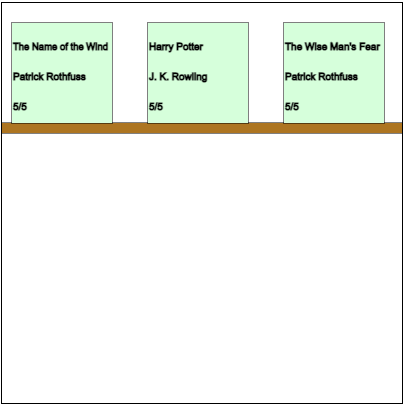 The Name of the Wind
Patrick Rothfuss
5/5
Harry Potter
J. K. Rowling
5/5
The Wise Man's Fear
Patrick Rothfuss
5/5